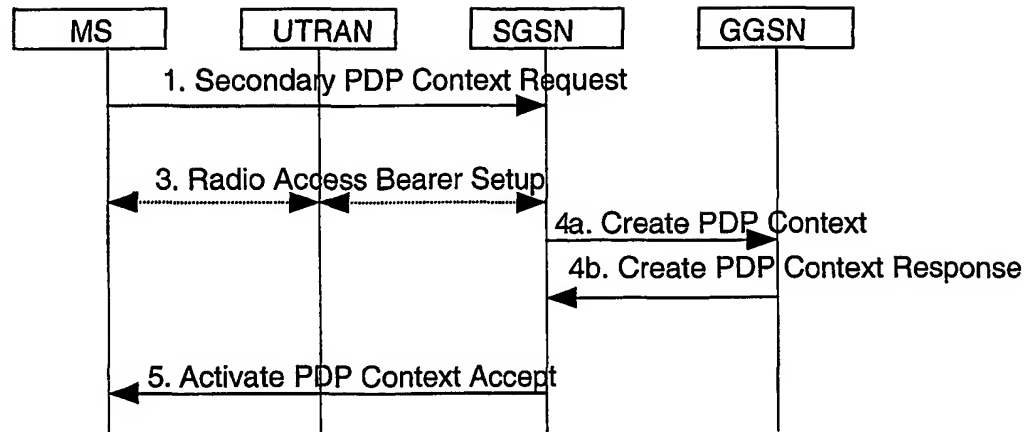 MS UTRAN SGSN GGSN
1. Secondary PDP Context Request
3. Radio Access Bearer Setup
4a. Create PDP Context
4b. Create PDP Context Response
5. Activate PDP Context Accept